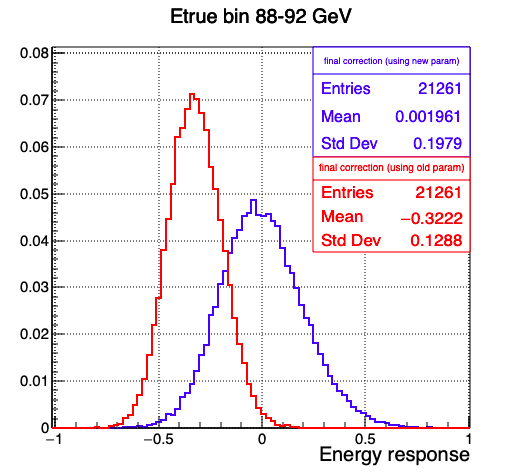 Etrue bin 88-92 GeV
final correction (using new param)
Entries 21261
Mean 0.001961
Std Dev 0.1979
final correction (using old param)
Entries 21261
Mean −0.3222
Std Dev 0.1288
0.08
0.07
0.06
0.05
0.04
0.03
0.02
0.01
0
−1 −0.5 0 0.5 1
Energy response